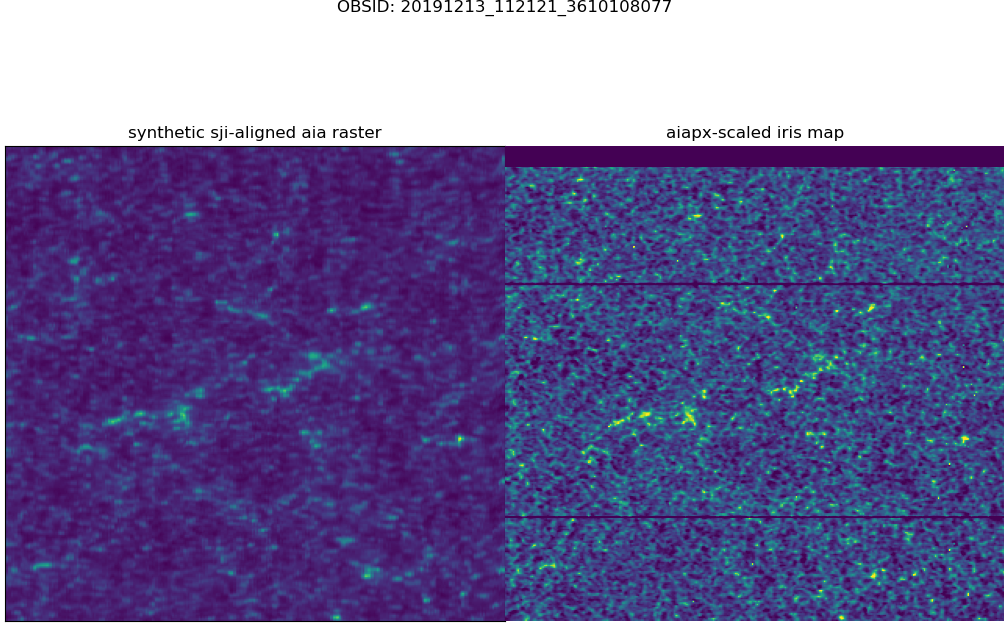 OBSID: 20191213_112121_3610108077
synthetic sji-aligned aia raster
aiapx-scaled iris map